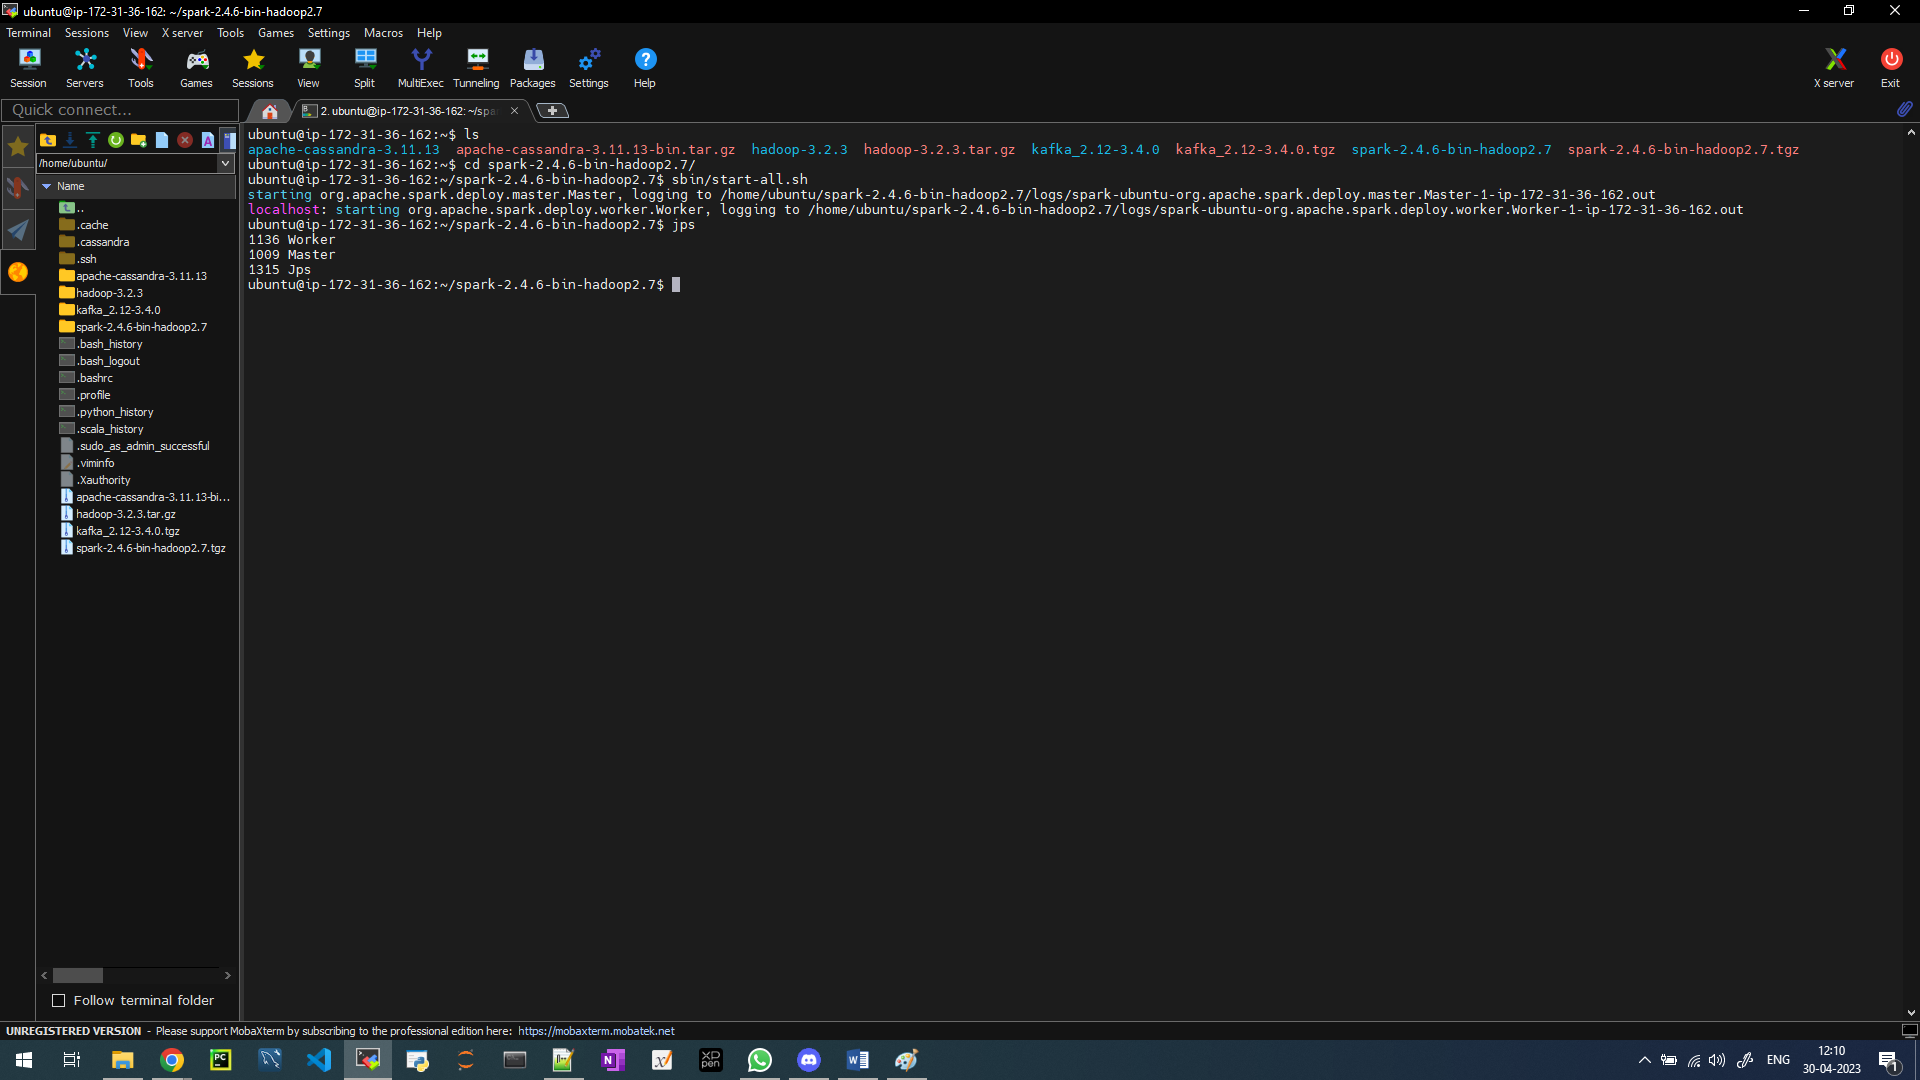 ubuntu@ip-172-31-36-162: ~/spark-2.4.6-bin-hadoop2.7
Terminal Sessions View X server Tools Games Settings Macros Help
Session Servers Tools Games Sessions View Split MultiExec Tunneling Packages Settings Help X server Exit
Quick connect...
2. ubuntu@ip-172-31-36-162: ~/spa
/home/ubuntu/
Name
..
.cache
.cassandra
.ssh
apache-cassandra-3.11.13
hadoop-3.2.3
kafka_2.12-3.4.0
spark-2.4.6-bin-hadoop2.7
.bash_history
.bash_logout
.bashrc
.profile
.python_history
.scala_history
.sudo_as_admin_successful
.viminfo
.Xauthority
apache-cassandra-3.11.13-bi...
hadoop-3.2.3.tar.gz
kafka_2.12-3.4.0.tgz
spark-2.4.6-bin-hadoop2.7.tgz
Follow terminal folder
ubuntu@ip-172-31-36-162:~$ ls
apache-cassandra-3.11.13 apache-cassandra-3.11.13-bin.tar.gz hadoop-3.2.3 hadoop-3.2.3.tar.gz kafka_2.12-3.4.0 kafka_2.12-3.4.0.tgz spark-2.4.6-bin-hadoop2.7 spark-2.4.6-bin-hadoop2.7.tgz
ubuntu@ip-172-31-36-162:~$ cd spark-2.4.6-bin-hadoop2.7/
ubuntu@ip-172-31-36-162:~/spark-2.4.6-bin-hadoop2.7$ sbin/start-all.sh
starting org.apache.spark.deploy.master.Master, logging to /home/ubuntu/spark-2.4.6-bin-hadoop2.7/logs/spark-ubuntu-org.apache.spark.deploy.master.Master-1-ip-172-31-36-162.out
localhost: starting org.apache.spark.deploy.worker.Worker, logging to /home/ubuntu/spark-2.4.6-bin-hadoop2.7/logs/spark-ubuntu-org.apache.spark.deploy.worker.Worker-1-ip-172-31-36-162.out
ubuntu@ip-172-31-36-162:~/spark-2.4.6-bin-hadoop2.7$ jps
1136 Worker
1009 Master
1315 Jps
ubuntu@ip-172-31-36-162:~/spark-2.4.6-bin-hadoop2.7$
UNREGISTERED VERSION - Please support MobaXterm by subscribing to the professional edition here: https://mobaxterm.mobatek.net
ENG
12:10
30-04-2023
1